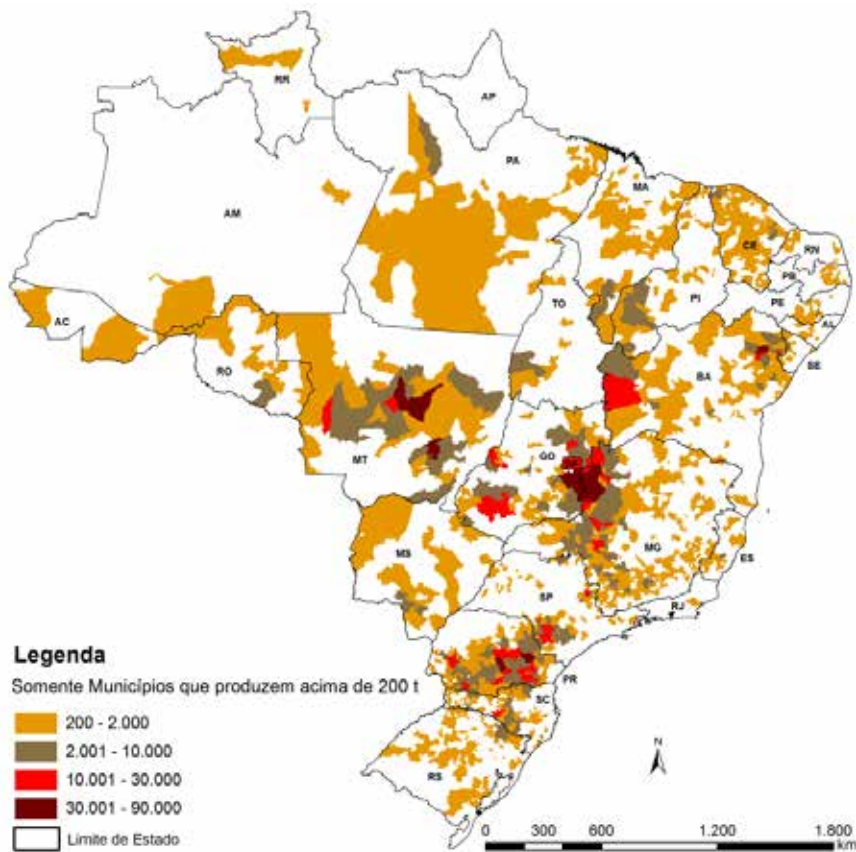 RR
AP
PA
AM
MA
CE
RN
PB
PE
PI
AL
SE
AC
TO
RO
BA
MT
GO
MG
ES
MS
SP
RJ
PR
SC
RS
N
Legenda
Somente Municípios que produzem acima de 200 t
200 - 2.000
2.001 - 10.000
10.001 - 30.000
30.001 - 90.000
Limite de Estado
0 300 600 1.200 1.800
km